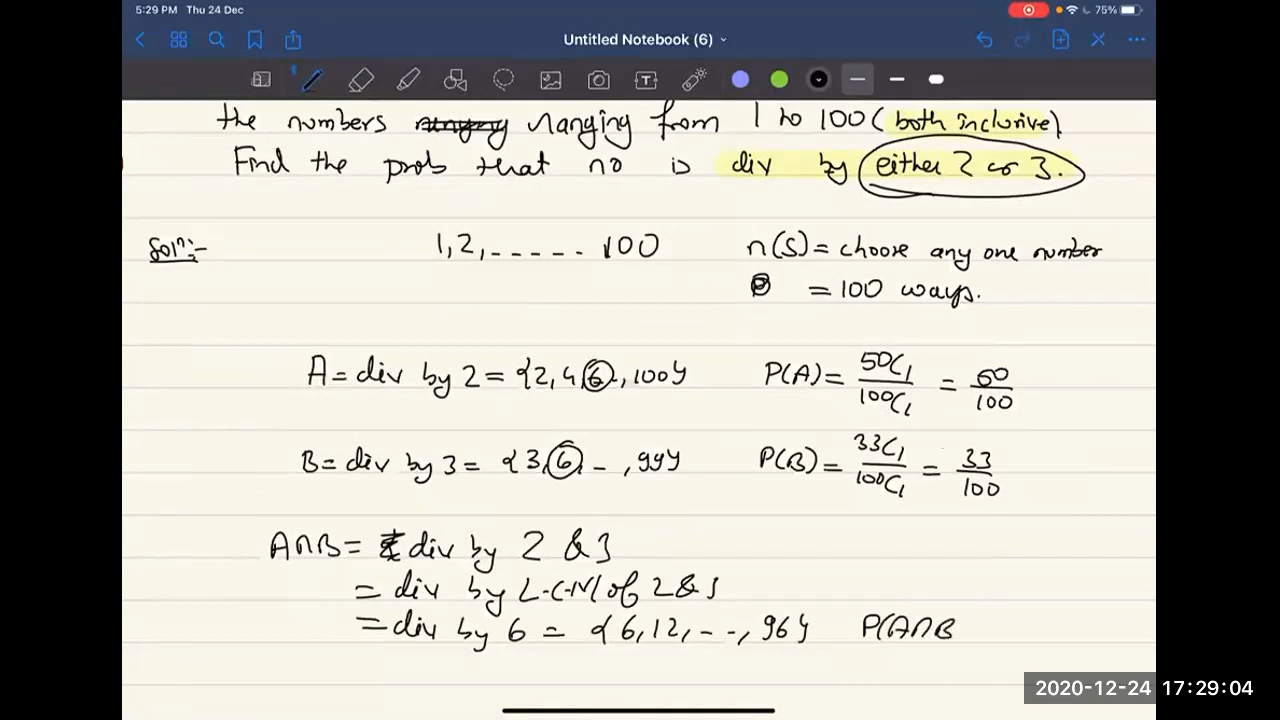 5:29 PM Thu 24 Dec 75%
Untitled Notebook (6)
the numbers nanging from 1 to 100 (both inclusive)
Find the prob that no is div by either 2 or 3.
Soln:- 1, 2, ------ 100 n(S) = choose any one number
= 100 ways.
A = div by 2 = {2, 4, 6 -, 100} P(A) = 50C1/100C1 = 50/100
B = div by 3 = {3, 6, - , 99} P(B) = 33C1/100C1 = 33/100
A∩B = div by 2 & 3
= div by L.C.M of 2 & 3
= div by 6 = {6, 12, - - -, 96} P(A∩B
2020-12-24 17:29:04